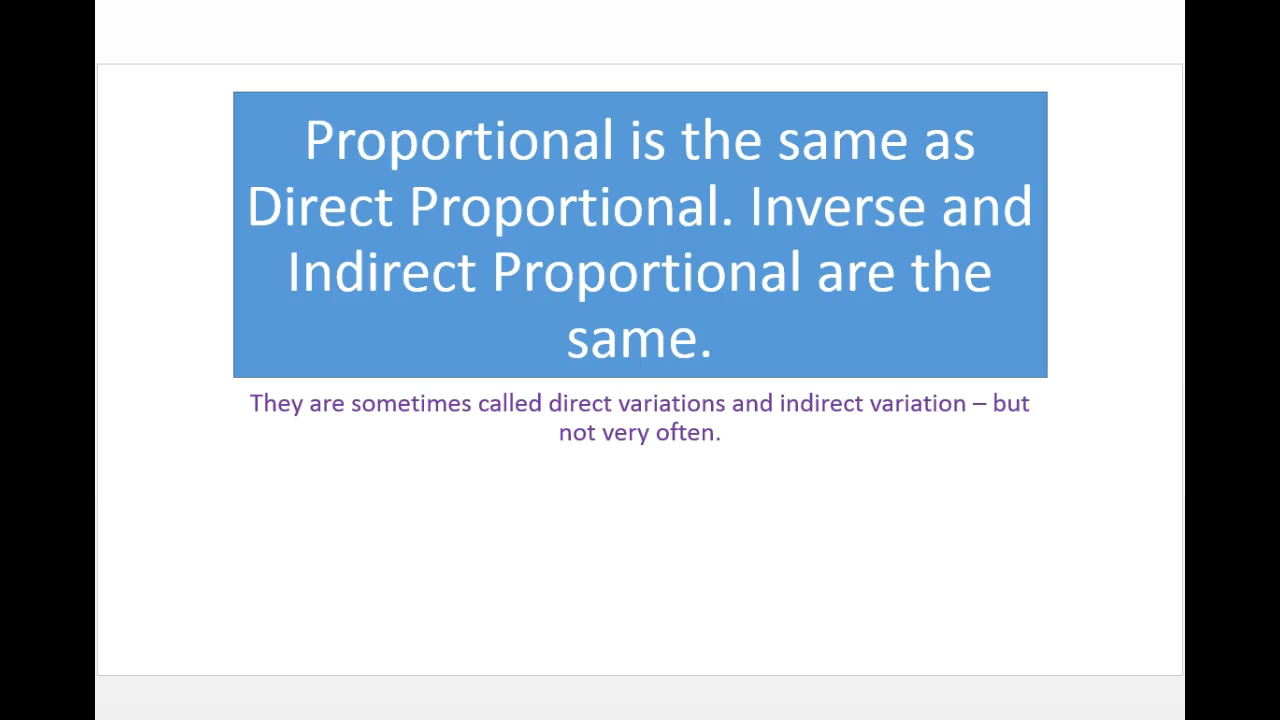 Proportional is the same as
Direct Proportional. Inverse and
Indirect Proportional are the
same.
They are sometimes called direct variations and indirect variation – but
not very often.